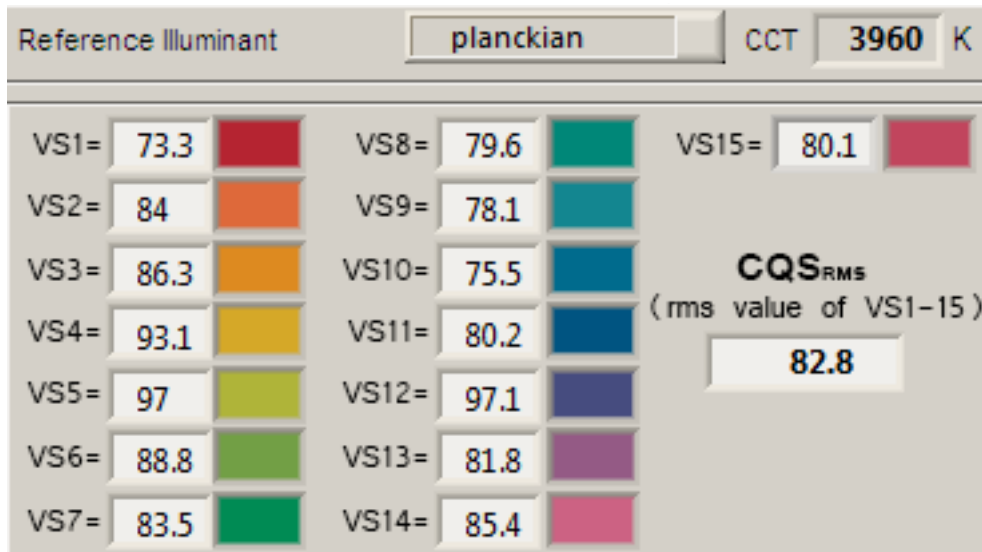 Reference Illuminant planckian CCT 3960 K
VS1= 73.3 VS8= 79.6 VS15= 80.1
VS2= 84 VS9= 78.1
VS3= 86.3 VS10= 75.5 CQSRMS
VS4= 93.1 VS11= 80.2 (rms value of VS1-15)
VS5= 97 VS12= 97.1 82.8
VS6= 88.8 VS13= 81.8
VS7= 83.5 VS14= 85.4